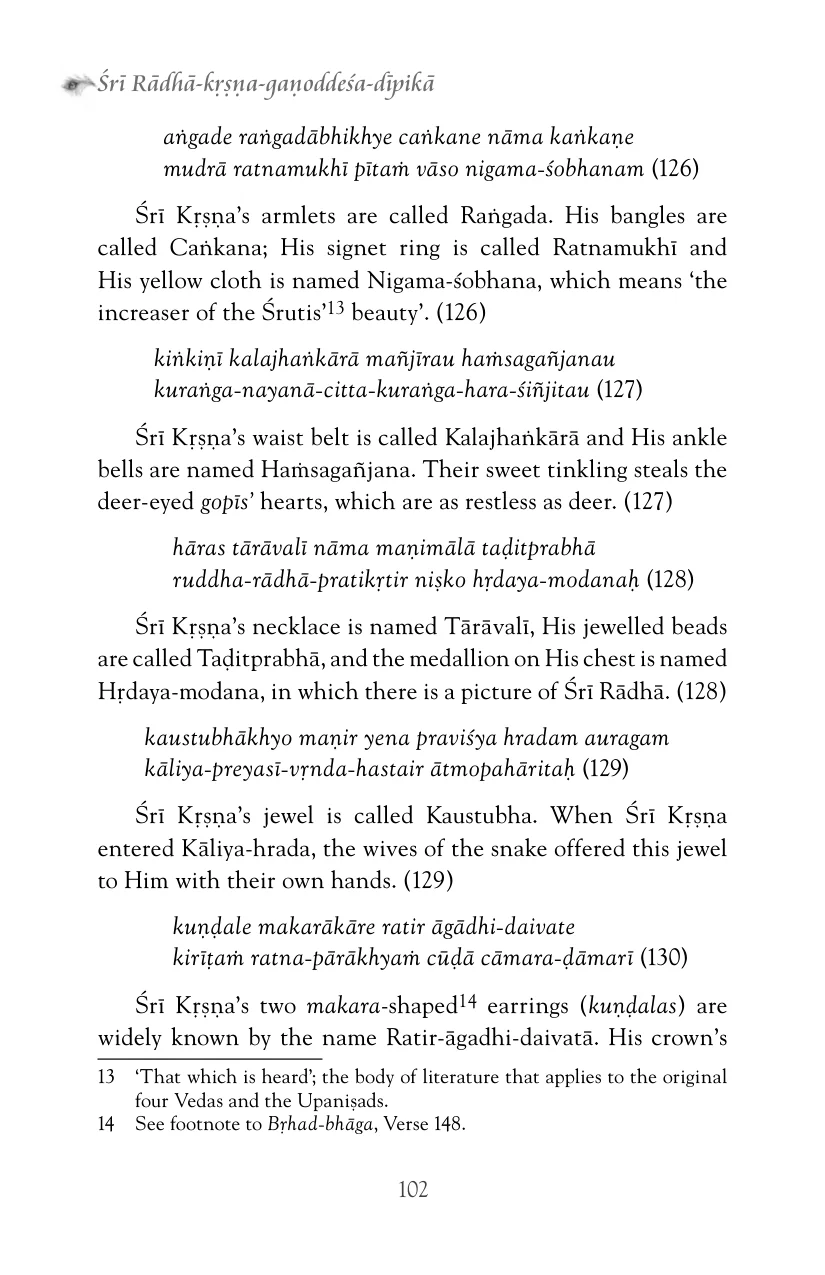 Śrī Rādhā-kṛṣṇa-gaṇoddeśa-dīpikā
aṅgade raṅgadābhikhye caṅkane nāma kaṅkaṇe
mudrā ratnamukhī pītaṁ vāso nigama-śobhanam (126)
Śrī Kṛṣṇa’s armlets are called Raṅgada. His bangles are
called Caṅkana; His signet ring is called Ratnamukhī and
His yellow cloth is named Nigama-śobhana, which means ‘the
increaser of the Śrutis’13 beauty’. (126)
kiṅkiṇī kalajhaṅkārā mañjīrau haṁsagañjanau
kuraṅga-nayanā-citta-kuraṅga-hara-śiñjitau (127)
Śrī Kṛṣṇa’s waist belt is called Kalajhaṅkārā and His ankle
bells are named Haṁsagañjana. Their sweet tinkling steals the
deer-eyed gopīs’ hearts, which are as restless as deer. (127)
hāras tārāvalī nāma maṇimālā taḍitprabhā
ruddha-rādhā-pratikṛtir niṣko hṛdaya-modanaḥ (128)
Śrī Kṛṣṇa’s necklace is named Tārāvalī, His jewelled beads
are called Taḍitprabhā, and the medallion on His chest is named
Hṛdaya-modana, in which there is a picture of Śrī Rādhā. (128)
kaustubhākhyo maṇir yena praviśya hradam auragam
kāliya-preyasī-vṛnda-hastair ātmopahāritaḥ (129)
Śrī Kṛṣṇa’s jewel is called Kaustubha. When Śrī Kṛṣṇa
entered Kāliya-hrada, the wives of the snake offered this jewel
to Him with their own hands. (129)
kuṇḍale makarākāre ratir āgādhi-daivate
kirīṭaṁ ratna-pārākhyaṁ cūḍā cāmara-ḍāmarī (130)
Śrī Kṛṣṇa’s two makara-shaped14 earrings (kuṇḍalas) are
widely known by the name Ratir-āgadhi-daivatā. His crown’s
13 ‘That which is heard’; the body of literature that applies to the original
four Vedas and the Upaniṣads.
14 See footnote to Bṛhad-bhāga, Verse 148.
102